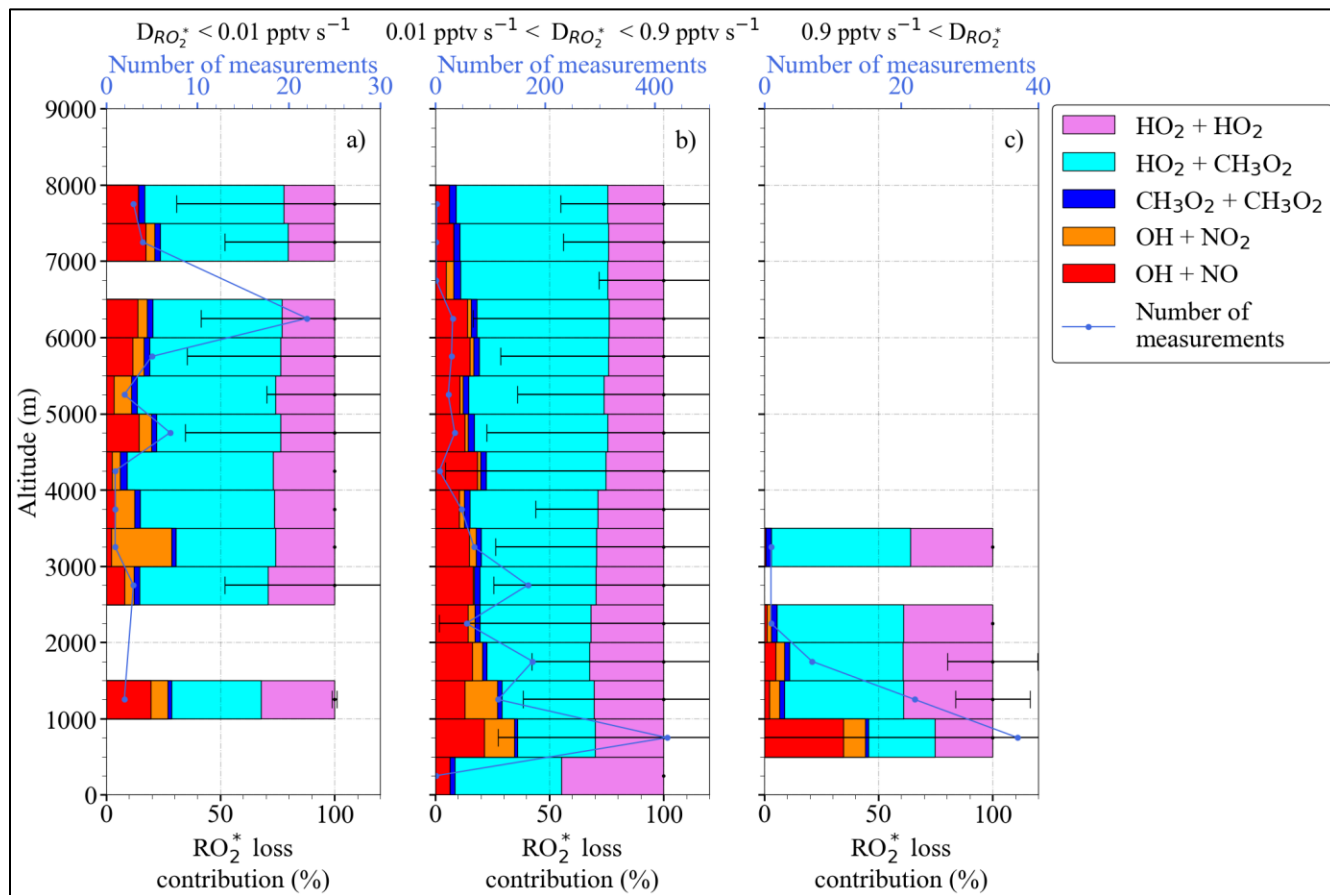 D_{RO_2^*} < 0.01 pptv s^{-1} 0.01 pptv s^{-1} < D_{RO_2^*} < 0.9 pptv s^{-1} 0.9 pptv s^{-1} < D_{RO_2^*}
Number of measurements Number of measurements Number of measurements
0 10 20 30 0 200 400 0 20 40
9000
8000
7000
6000
5000
4000
3000
2000
1000
0
Altitude (m)
a) b) c)
HO₂ + HO₂
HO₂ + CH₃O₂
CH₃O₂ + CH₃O₂
OH + NO₂
OH + NO
Number of
measurements
0 50 100 0 50 100 0 50 100
RO_2^* loss RO_2^* loss RO_2^* loss
contribution (%) contribution (%) contribution (%)